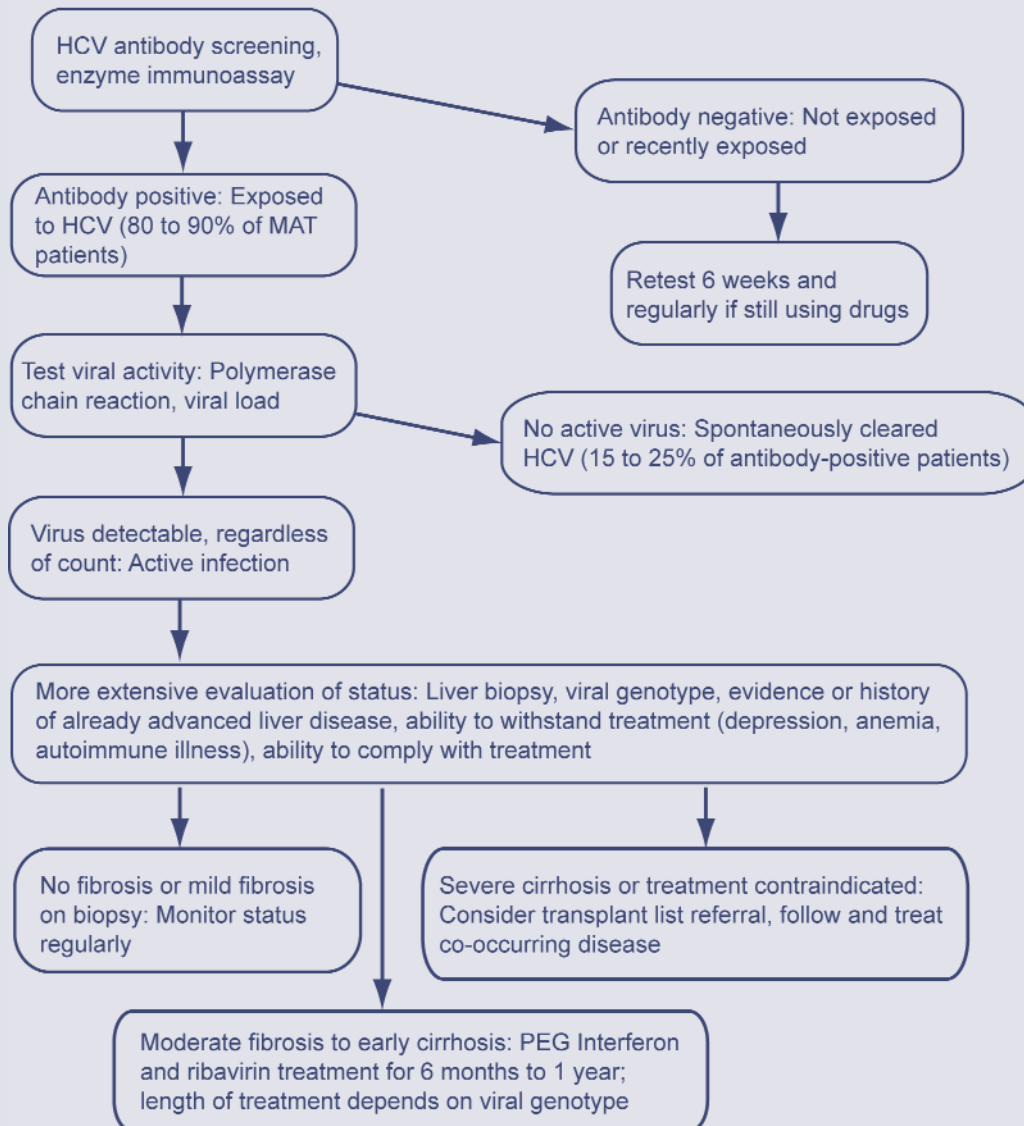 HCV antibody screening,
enzyme immunoassay
Antibody negative: Not exposed
or recently exposed
Antibody positive: Exposed
to HCV (80 to 90% of MAT
patients)
Retest 6 weeks and
regularly if still using drugs
Test viral activity: Polymerase
chain reaction, viral load
No active virus: Spontaneously cleared
HCV (15 to 25% of antibody-positive patients)
Virus detectable, regardless
of count: Active infection
More extensive evaluation of status: Liver biopsy, viral genotype, evidence or history
of already advanced liver disease, ability to withstand treatment (depression, anemia,
autoimmune illness), ability to comply with treatment
No fibrosis or mild fibrosis
on biopsy: Monitor status
regularly
Severe cirrhosis or treatment contraindicated:
Consider transplant list referral, follow and treat
co-occurring disease
Moderate fibrosis to early cirrhosis: PEG Interferon
and ribavirin treatment for 6 months to 1 year;
length of treatment depends on viral genotype